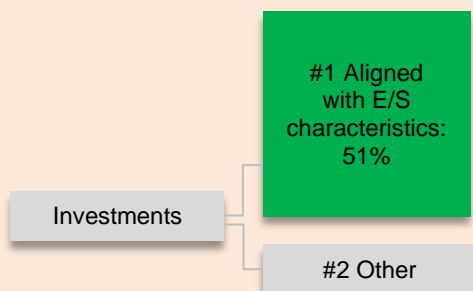 #1 Aligned
with E/S
characteristics:
51%
Investments
#2 Other